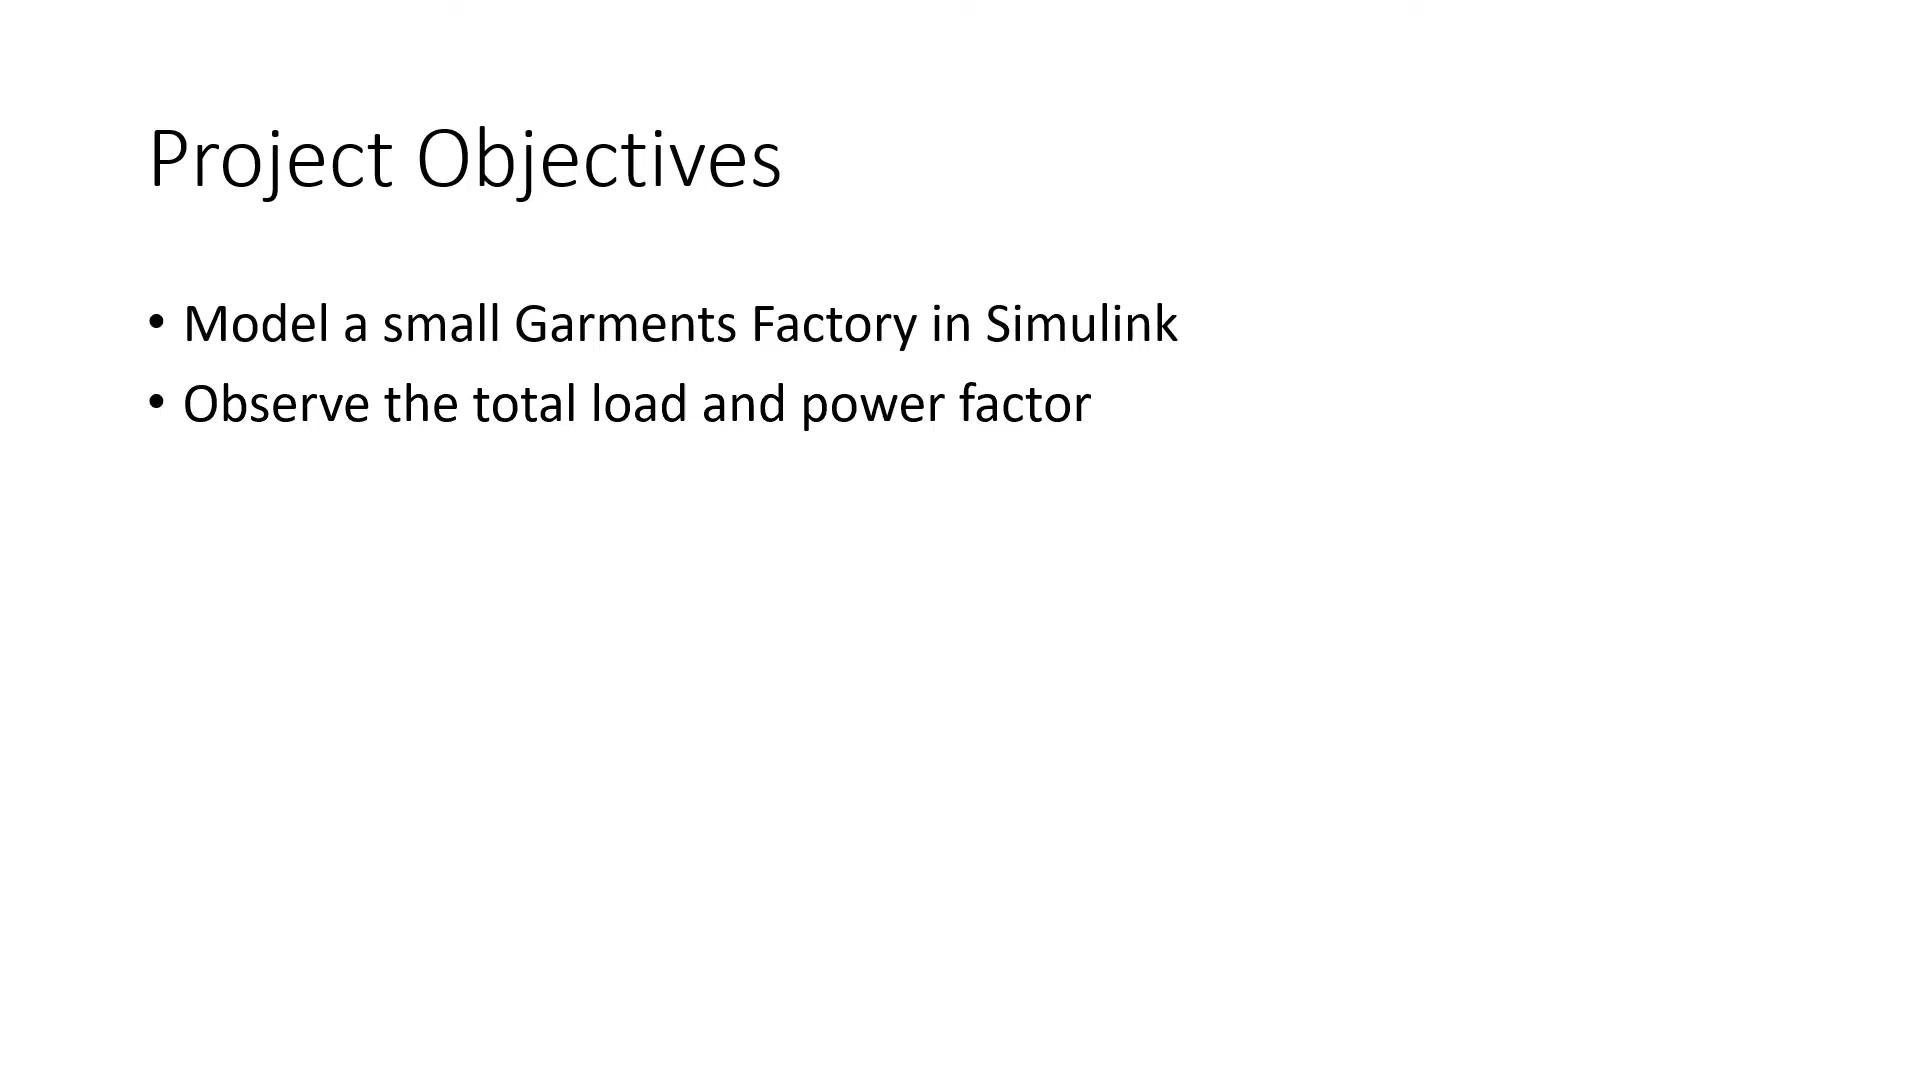 Project Objectives
• Model a small Garments Factory in Simulink
• Observe the total load and power factor